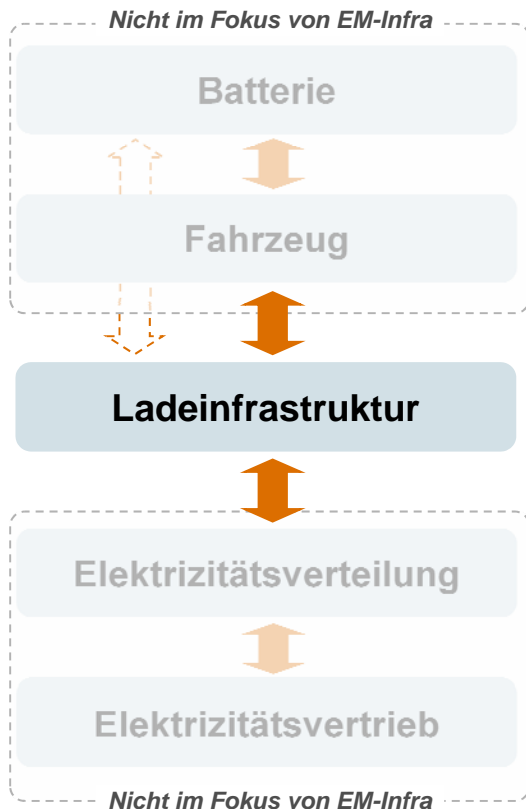 Nicht im Fokus von EM-Infra
Batterie
Fahrzeug
Ladeinfrastruktur
Elektrizitätsverteilung
Elektrizitätsvertrieb
Nicht im Fokus von EM-Infra